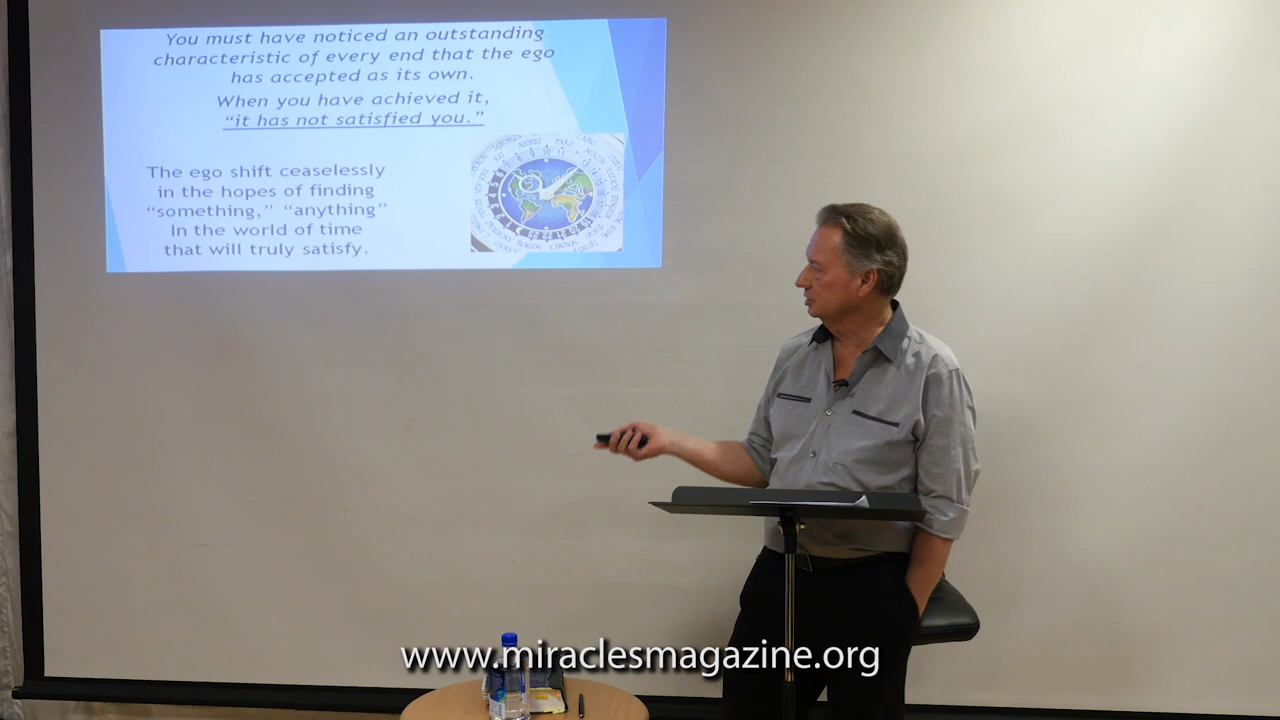 You must have noticed an outstanding
characteristic of every end that the ego
has accepted as its own.
When you have achieved it,
“it has not satisfied you.”
The ego shift ceaselessly
in the hopes of finding
“something,” “anything”
In the world of time
that will truly satisfy.
www.miraclesmagazine.org